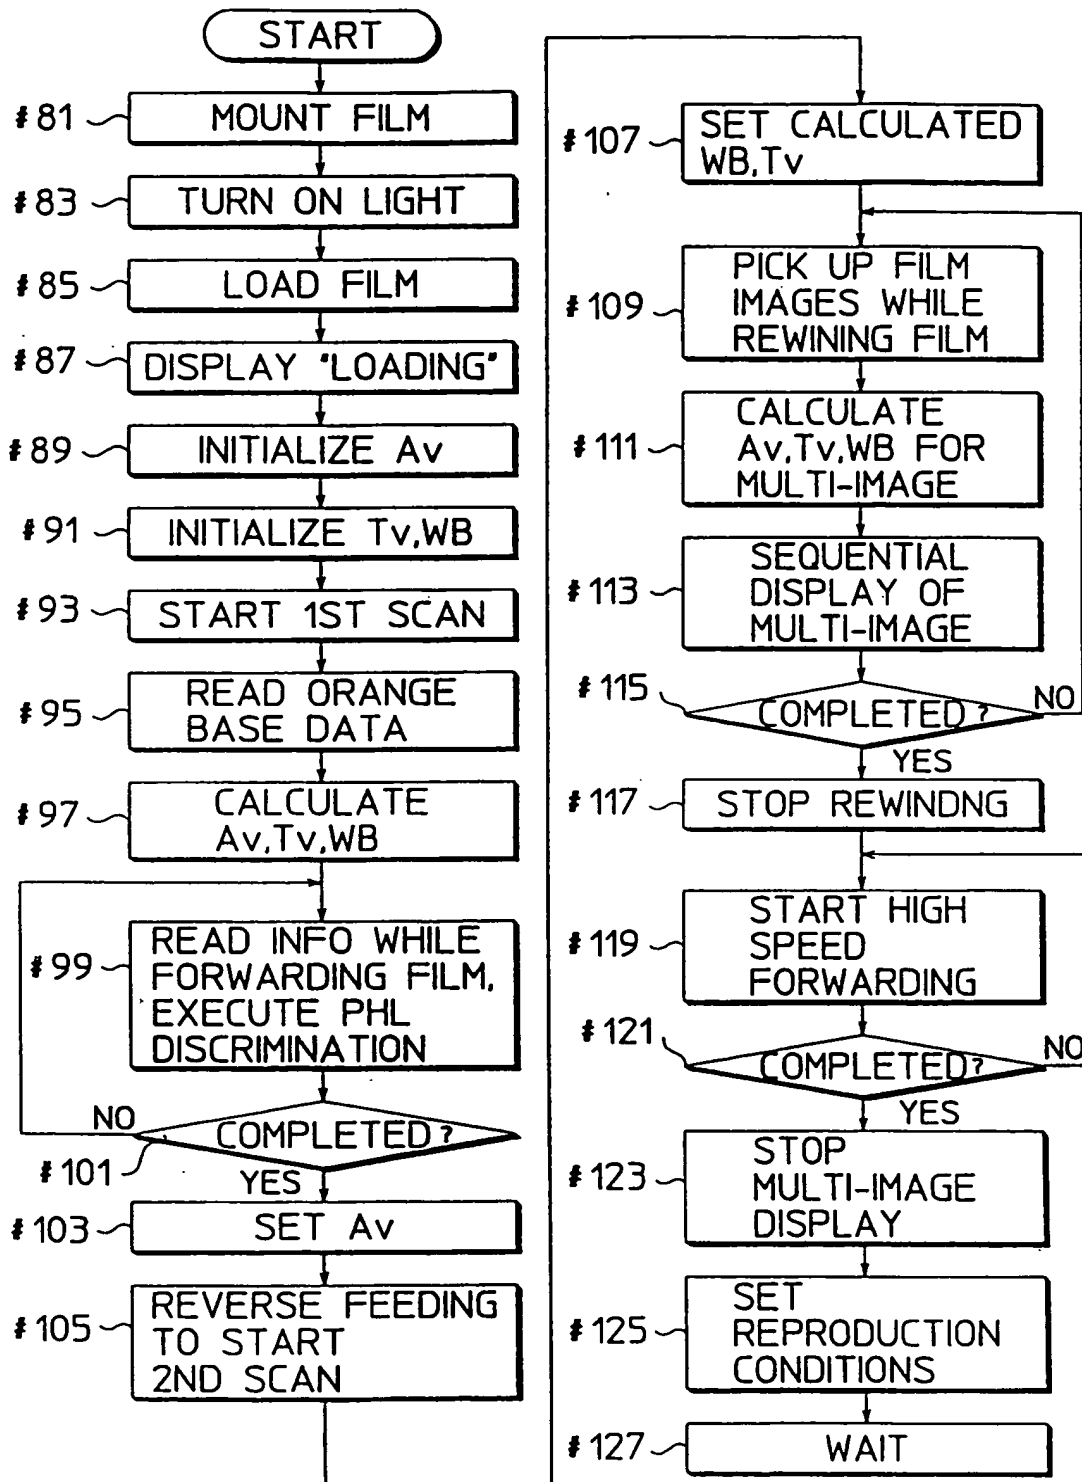 START
#81
MOUNT FILM
#83
TURN ON LIGHT
#85
LOAD FILM
#87
DISPLAY "LOADING"
#89
INITIALIZE Av
#91
INITIALIZE Tv,WB
#93
START 1ST SCAN
#95
READ ORANGE
BASE DATA
#97
CALCULATE
Av,Tv,WB
#99
READ INFO WHILE
FORWARDING FILM,
EXECUTE PHL
DISCRIMINATION
NO
COMPLETED?
#101
YES
#103
SET Av
#105
REVERSE FEEDING
TO START
2ND SCAN
#107
SET CALCULATED
WB,Tv
#109
PICK UP FILM
IMAGES WHILE
REWINING FILM
#111
CALCULATE
Av,Tv,WB FOR
MULTI-IMAGE
#113
SEQUENTIAL
DISPLAY OF
MULTI-IMAGE
#115
COMPLETED?
NO
YES
#117
STOP REWINDNG
#119
START HIGH
SPEED
FORWARDING
#121
COMPLETED?
NO
YES
#123
STOP
MULTI-IMAGE
DISPLAY
#125
SET
REPRODUCTION
CONDITIONS
#127
WAIT